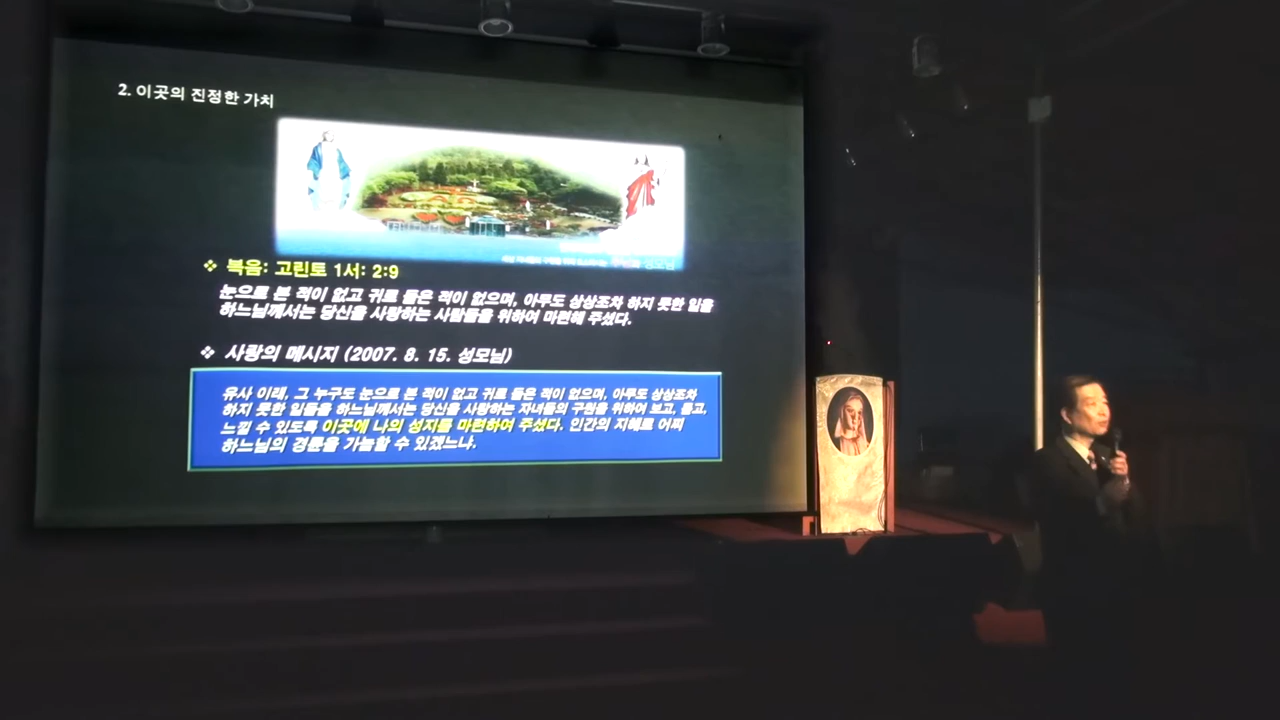 2. 이곳의 진정한 가치
❖ 복음: 고린토 1서: 2:9
눈으로 본 적이 없고 귀로 들은 적이 없으며, 아무도 상상조차 하지 못한 일을
하느님께서는 당신을 사랑하는 사람들을 위하여 마련해 주셨다.
❖ 사랑의 메시지 (2007. 8. 15. 성모님)
유사 이래, 그 누구도 눈으로 본 적이 없고 귀로 들은 적이 없으며, 아무도 상상조차
하지 못한 일들을 하느님께서는 당신을 사랑하는 자녀들의 구원을 위하여 보고, 듣고,
느낄 수 있도록 이곳에 나의 성지를 마련하여 주셨다. 인간의 지혜로 어찌
하느님의 경륜을 가늠할 수 있겠느냐.